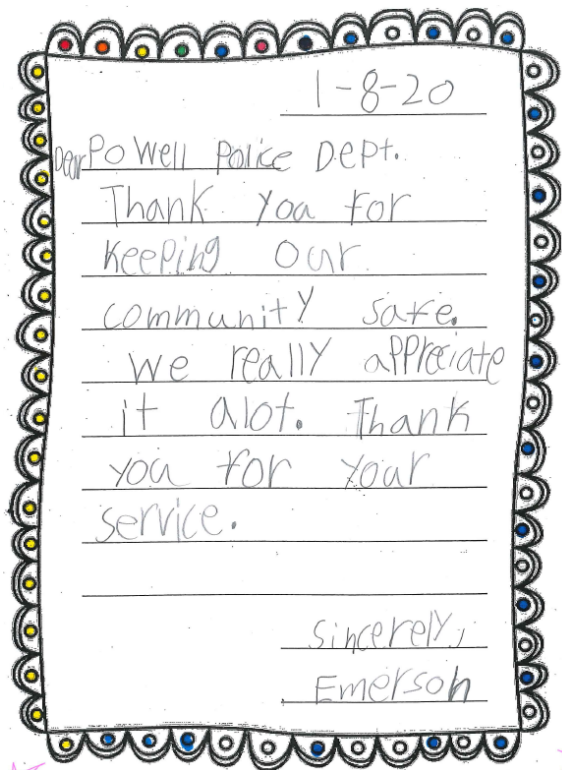 1-8-20
Dear Powell Police Dept.
Thank you for
keeping our
community safe.
we really appreciate
it alot. Thank
you for your
service.
Sincerely,
Emerson